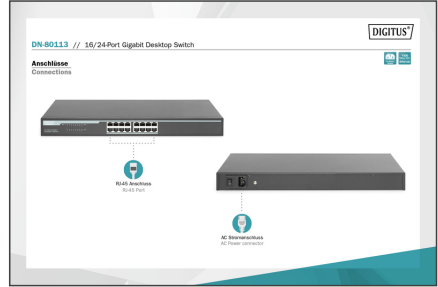 DIGITUS®
DN-80113 // 16/24-Port Gigabit Desktop Switch
Anschlüsse
Connections
RJ-45 Anschluss
RJ-45 Port
AC Stromanschluss
AC Power connector